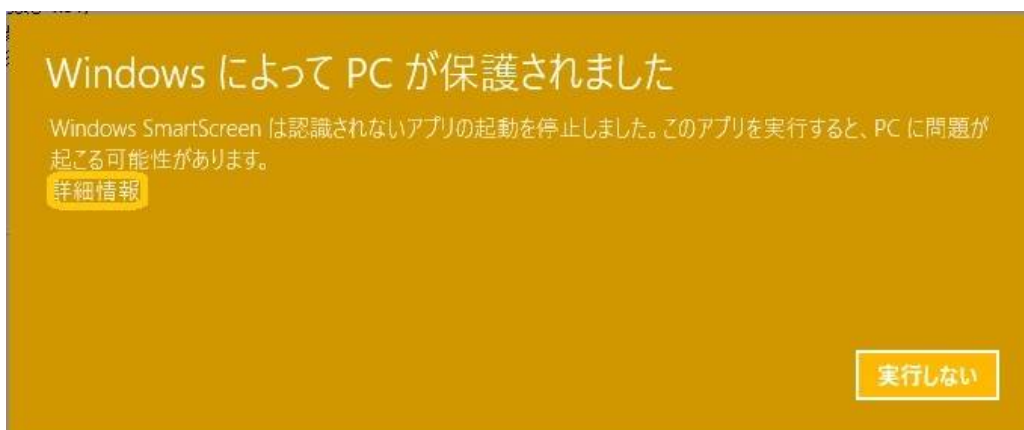 Windows によって PC が保護されました
Windows SmartScreen は認識されないアプリの起動を停止しました。このアプリを実行すると、PC に問題が
起こる可能性があります。
詳細情報
実行しない